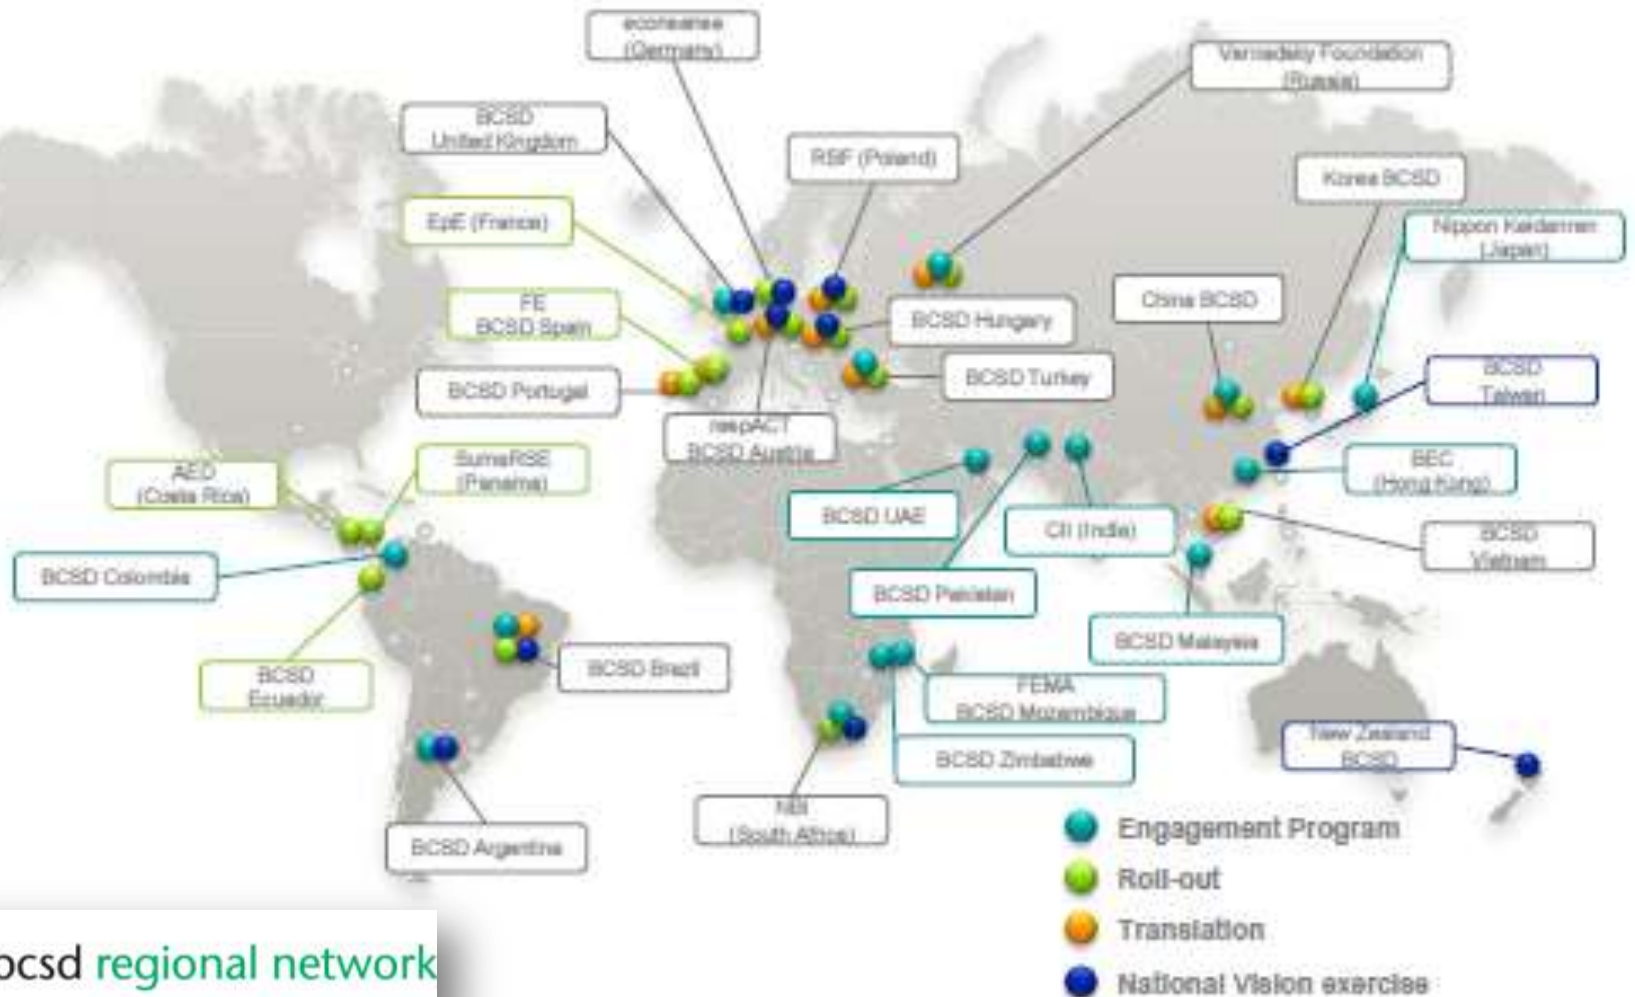 econsense
(Germany)
Vernadsky Foundation
(Russia)
BCSD
United Kingdom
RSF (Poland)
Korea BCSD
EpE (France)
Nippon Keidanren
(Japan)
China BCSD
FE
BCSD Spain
BCSD Hungary
BCSD Portugal
BCSD Turkey
BCSD
Taiwan
respACT
BCSD Austria
AED
(Costa Rica)
SumaRSE
(Panama)
BEC
(Hong Kong)
BCSD UAE
CII (India)
BCSD
Vietnam
BCSD Colombia
BCSD Pakistan
BCSD Malaysia
BCSD
Ecuador
BCSD Brazil
FEMA
BCSD Mozambique
New Zealand
BCSD
BCSD Zimbabwe
NBI
(South Africa)
BCSD Argentina
Engagement Program
Roll-out
Translation
National Vision exercise
bcsd regional network